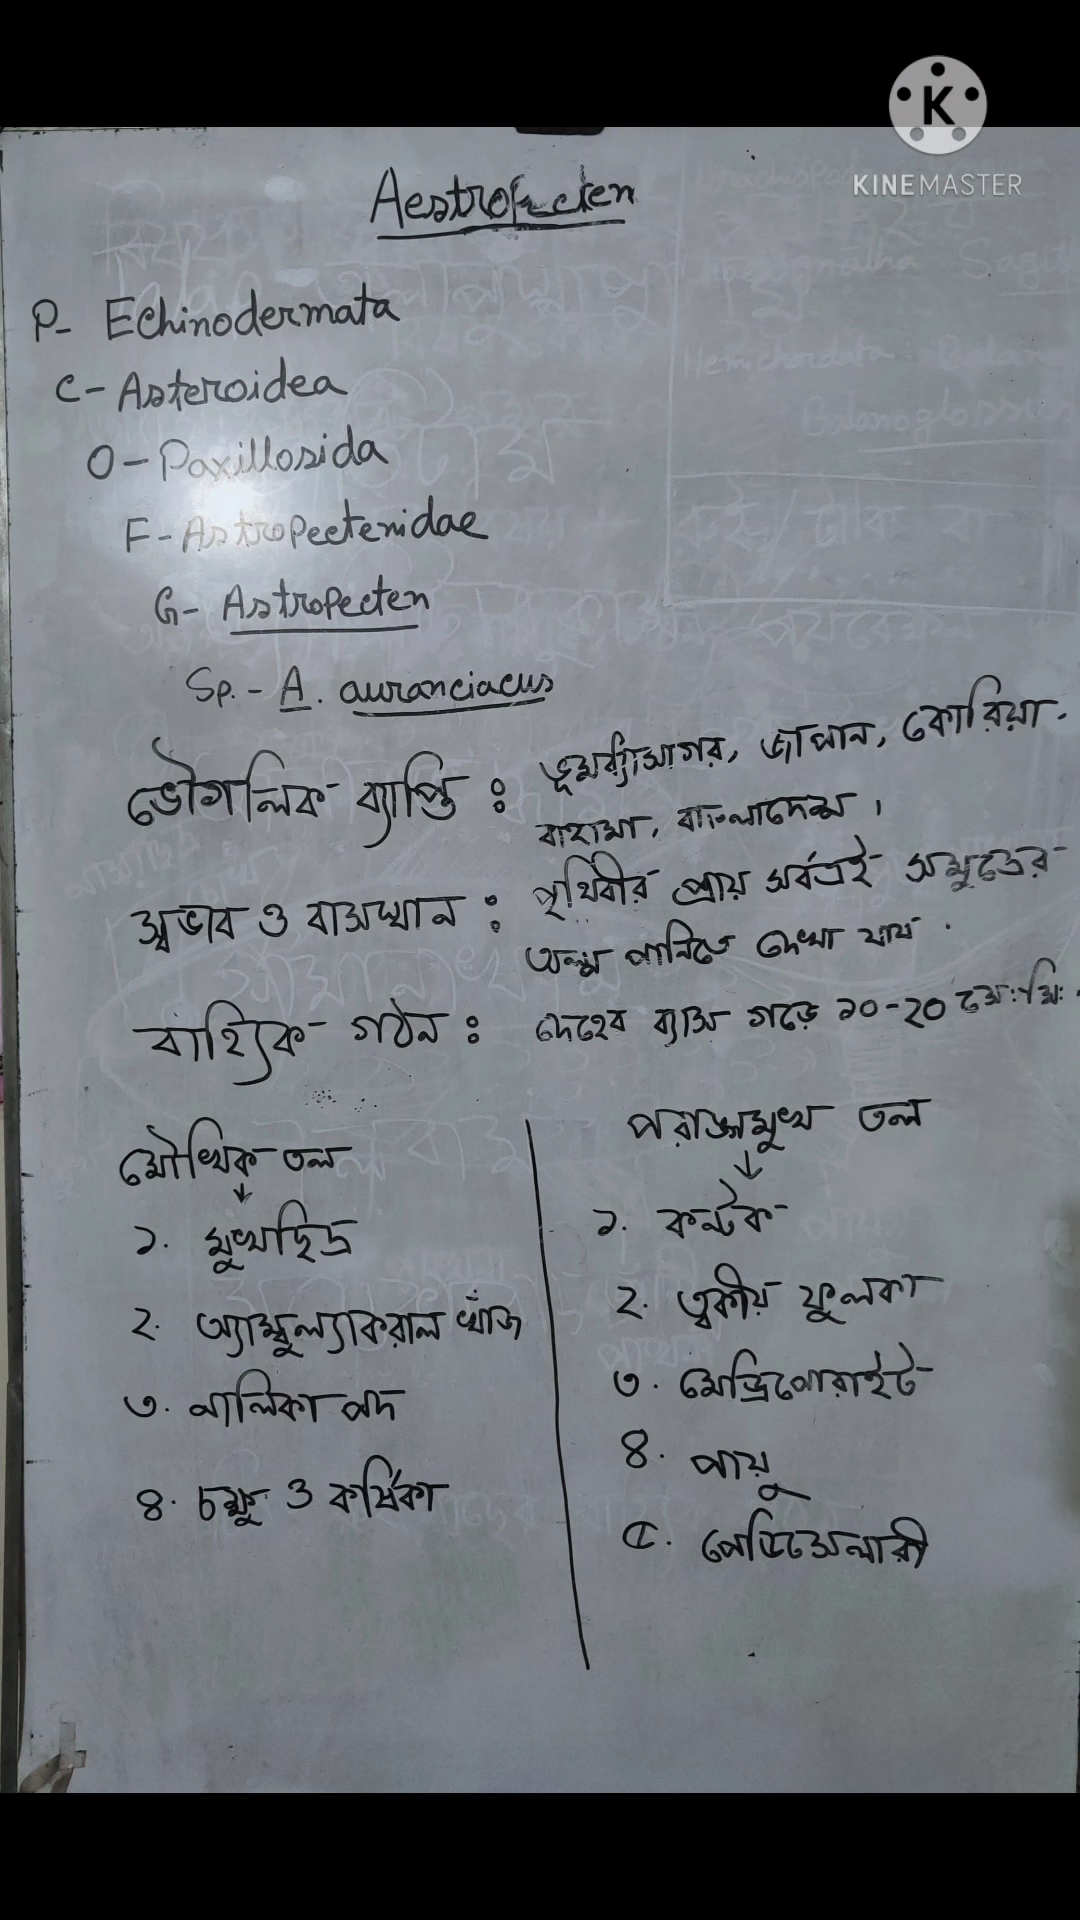 KINEMASTER
Aestropecten
P- Echinodermata
C- Asteroidea
O- Paxillosida
F- Astropectenidae
G- Astropecten
Sp.- A. auranciacus
ভৌগলিক ব্যাপ্তি : ভূমধ্যসাগর, জাপান, কোরিয়া.
বাহামা, বাংলাদেশ।
স্বভাব ও বাসস্থান : পৃথিবীর প্রায় সর্বত্রই সমুদ্রের
অল্প পানিতে দেখা যায়.
বাহ্যিক গঠন : দেহের ব্যাস গড়ে ১০-২০ সে:মি:.
মৌখিক তল
১. মুখছিদ্র
২. অ্যাম্বুল্যাকরাল খাঁজ
৩. নালিকা পদ
৪. চক্ষু ও কর্ষিকা
পরাঙ্মুখ তল
১. কন্টক
২. ত্বকীয় ফুলকা
৩. মেড্রিপোরাইট
৪. পায়ু
৫. পেডিসেলারী